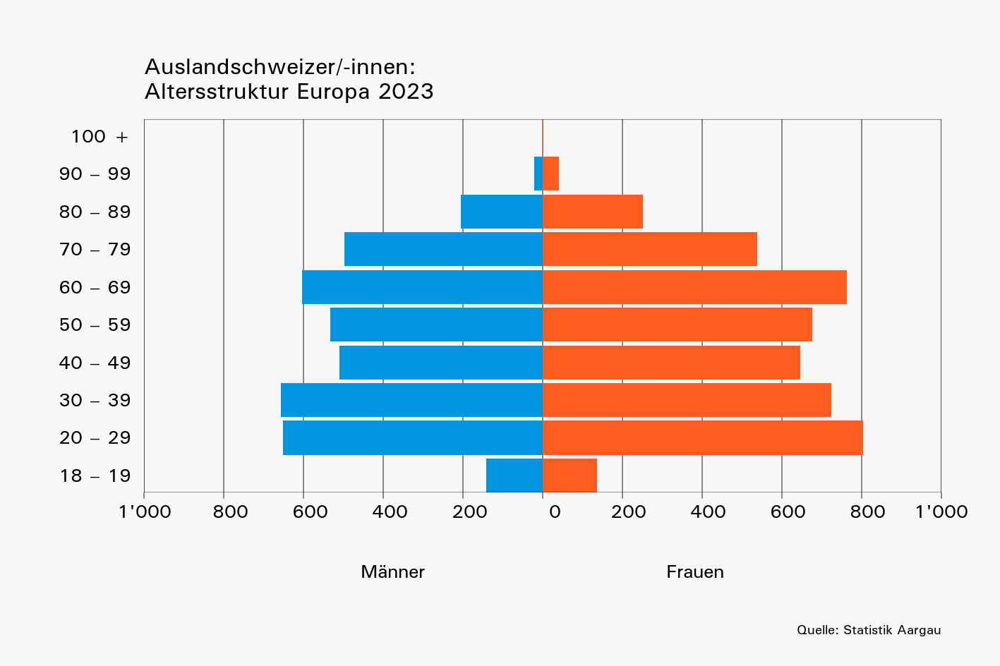 Auslandschweizer/-innen:
Altersstruktur Europa 2023
100 +
90 – 99
80 – 89
70 – 79
60 – 69
50 – 59
40 – 49
30 – 39
20 – 29
18 – 19
1'000 800 600 400 200 0 200 400 600 800 1'000
Männer Frauen
Quelle: Statistik Aargau